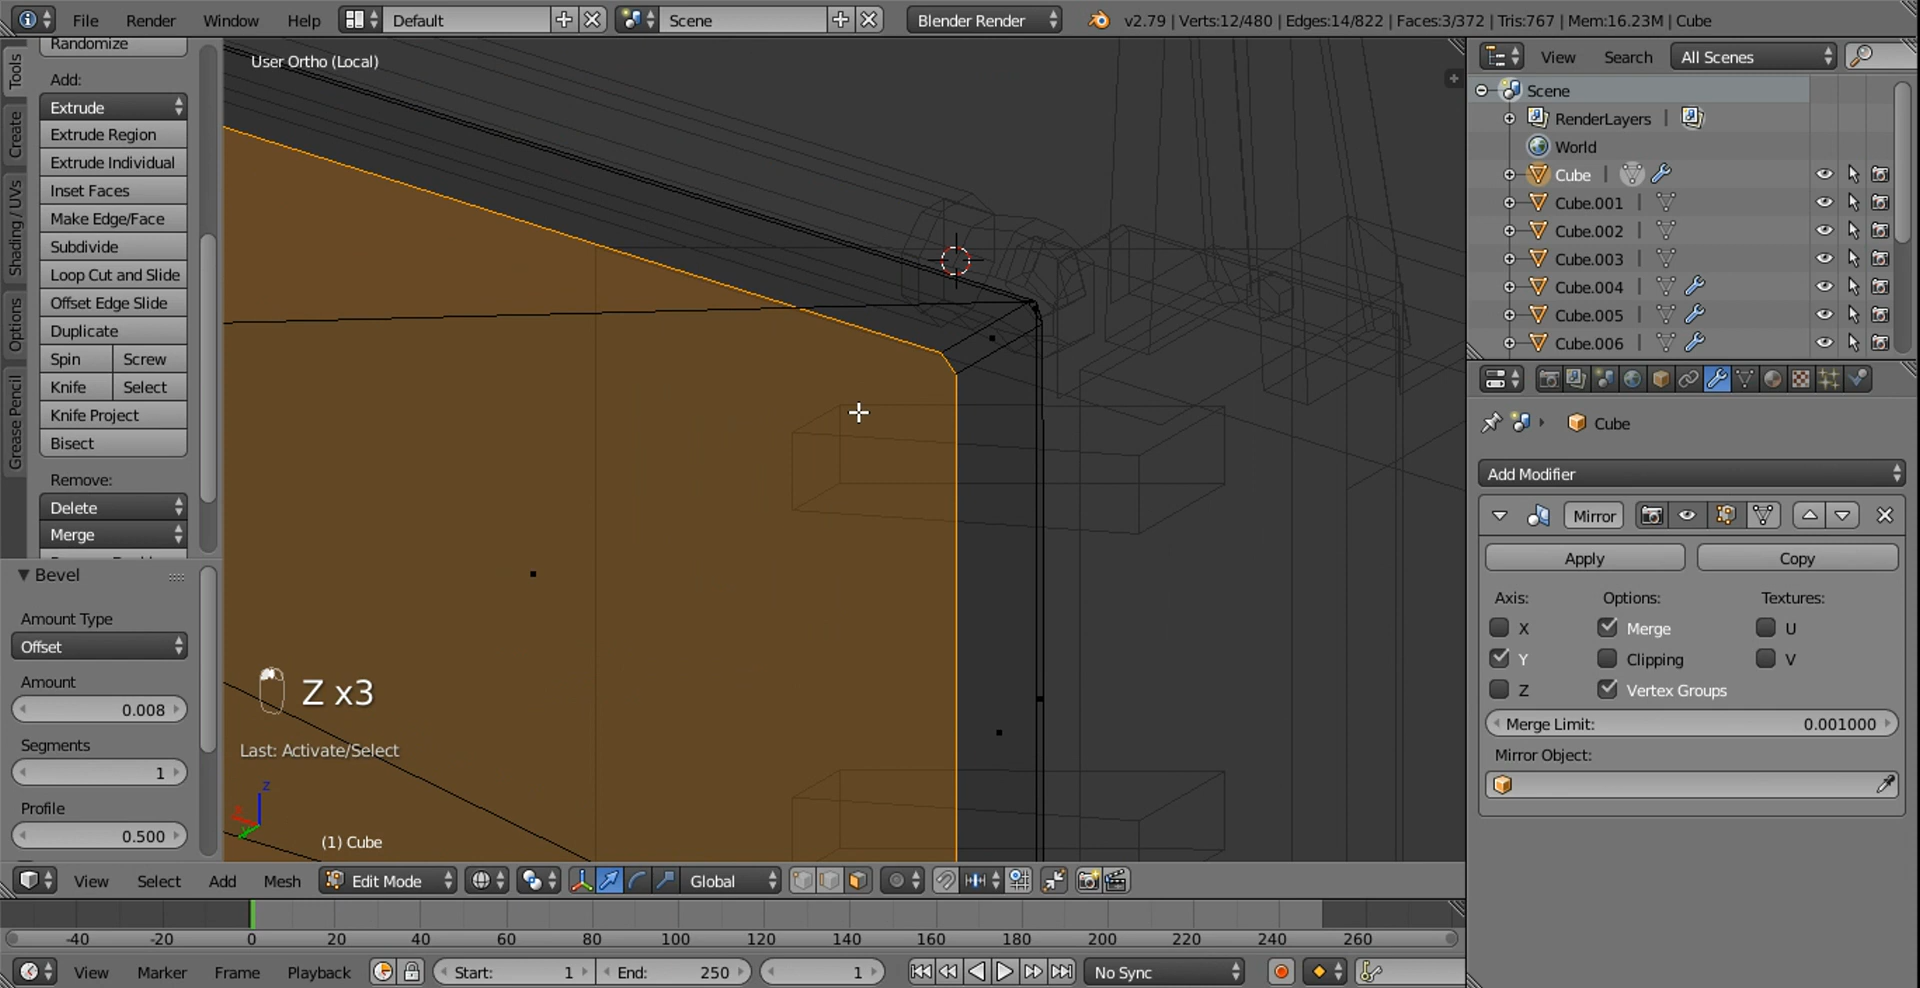 File Render Window Help Default Scene Blender Render v2.79 | Verts:12/480 | Edges:14/822 | Faces:3/372 | Tris:767 | Mem:16.23M | Cube
Tools
Create
Shading / UVs
Options
Grease Pencil
Randomize
Add:
Extrude
Extrude Region
Extrude Individual
Inset Faces
Make Edge/Face
Subdivide
Loop Cut and Slide
Offset Edge Slide
Duplicate
Spin Screw
Knife Select
Knife Project
Bisect
Remove:
Delete
Merge
Bevel
Amount Type
Offset
Amount
0.008
Segments
1
Profile
0.500
User Ortho (Local)
Z x3
Last: Activate/Select
z
(1) Cube
View Select Add Mesh Edit Mode Global
-40 -20 0 20 40 60 80 100 120 140 160 180 200 220 240 260
View Marker Frame Playback Start: 1 End: 250 1 No Sync
View Search All Scenes
Scene
RenderLayers |
World
Cube |
Cube.001 |
Cube.002 |
Cube.003 |
Cube.004 |
Cube.005 |
Cube.006 |
Cube
Add Modifier
Mirror
Apply Copy
Axis: Options: Textures:
X Merge U
Y Clipping V
Z Vertex Groups
Merge Limit: 0.001000
Mirror Object: